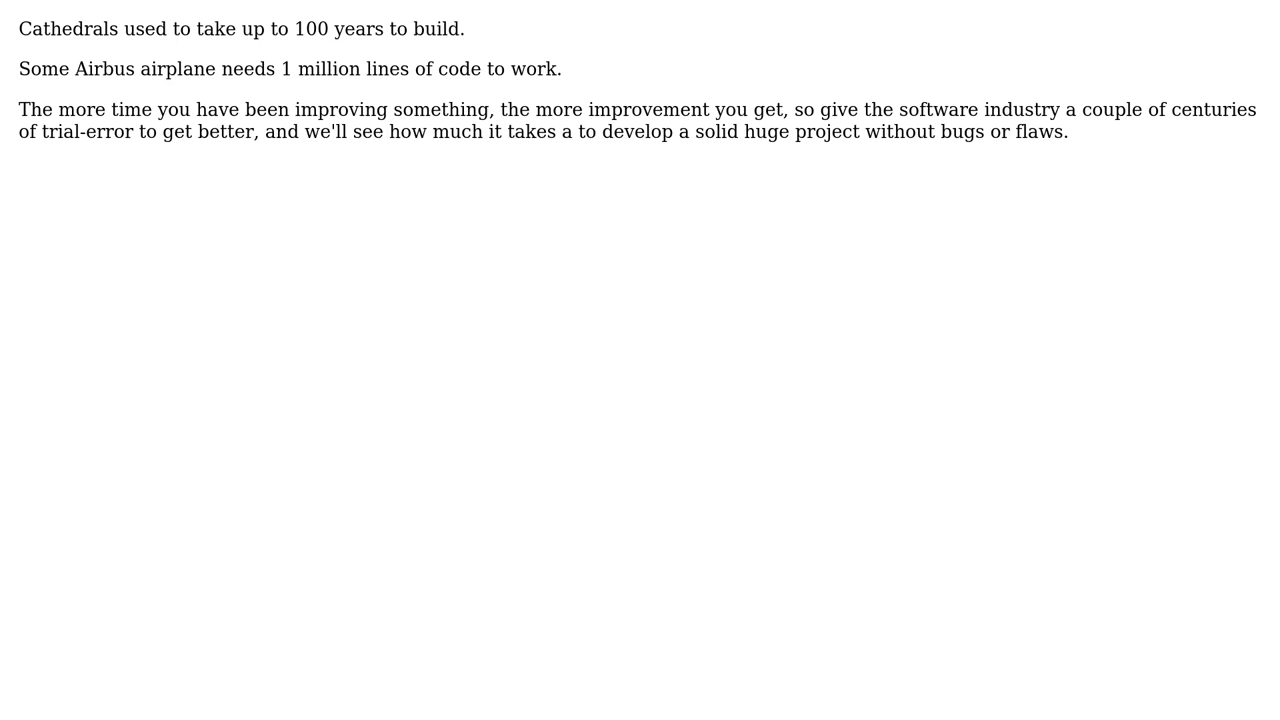 Cathedrals used to take up to 100 years to build.
Some Airbus airplane needs 1 million lines of code to work.
The more time you have been improving something, the more improvement you get, so give the software industry a couple of centuries
of trial-error to get better, and we'll see how much it takes a to develop a solid huge project without bugs or flaws.